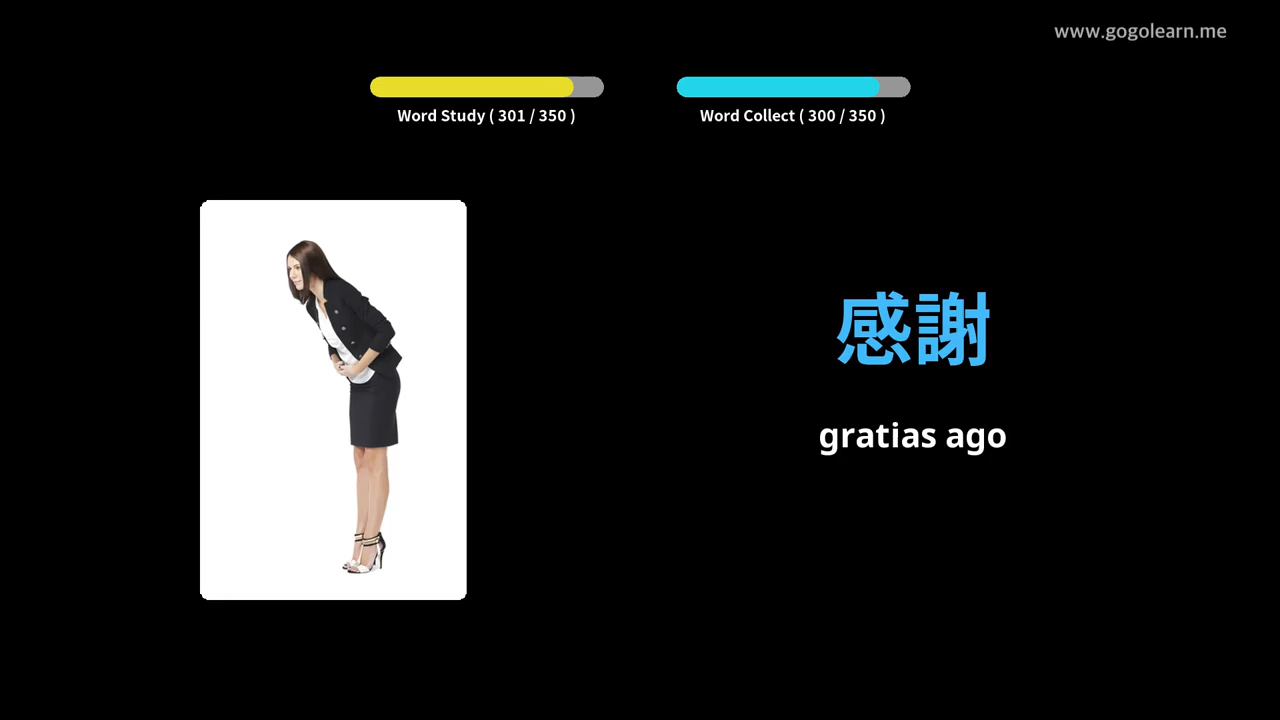 www.gogolearn.me
Word Study ( 301 / 350 )
Word Collect ( 300 / 350 )
感謝
gratias ago